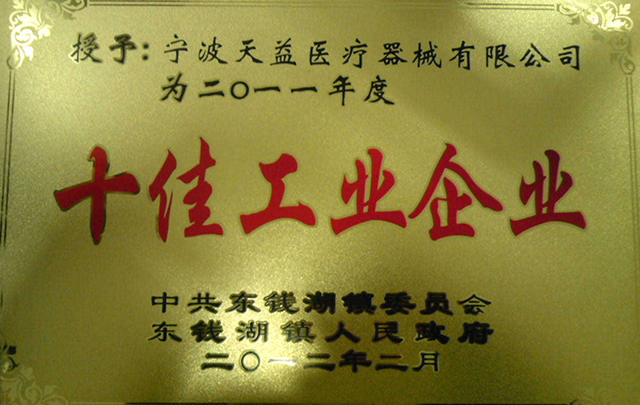 授予:宁波天益医疗器械有限公司
为二〇一一年度
十佳工业企业
中共东钱湖镇委员会
东钱湖镇人民政府
二〇一二年二月